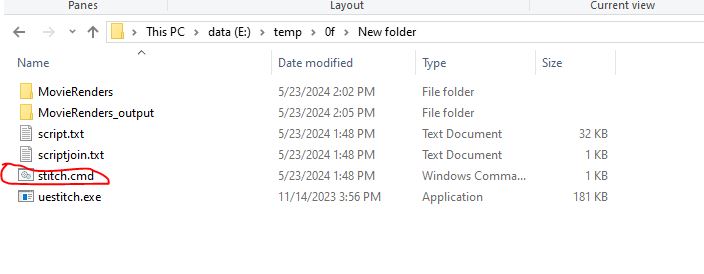 Panes Layout Current view
This PC > data (E:) > temp > 0f > New folder
Name Date modified Type Size
MovieRenders 5/23/2024 2:02 PM File folder
MovieRenders_output 5/23/2024 2:05 PM File folder
script.txt 5/23/2024 1:48 PM Text Document 32 KB
scriptjoin.txt 5/23/2024 1:48 PM Text Document 1 KB
stitch.cmd 5/23/2024 1:48 PM Windows Comma... 1 KB
uestitch.exe 11/14/2023 3:56 PM Application 181 KB